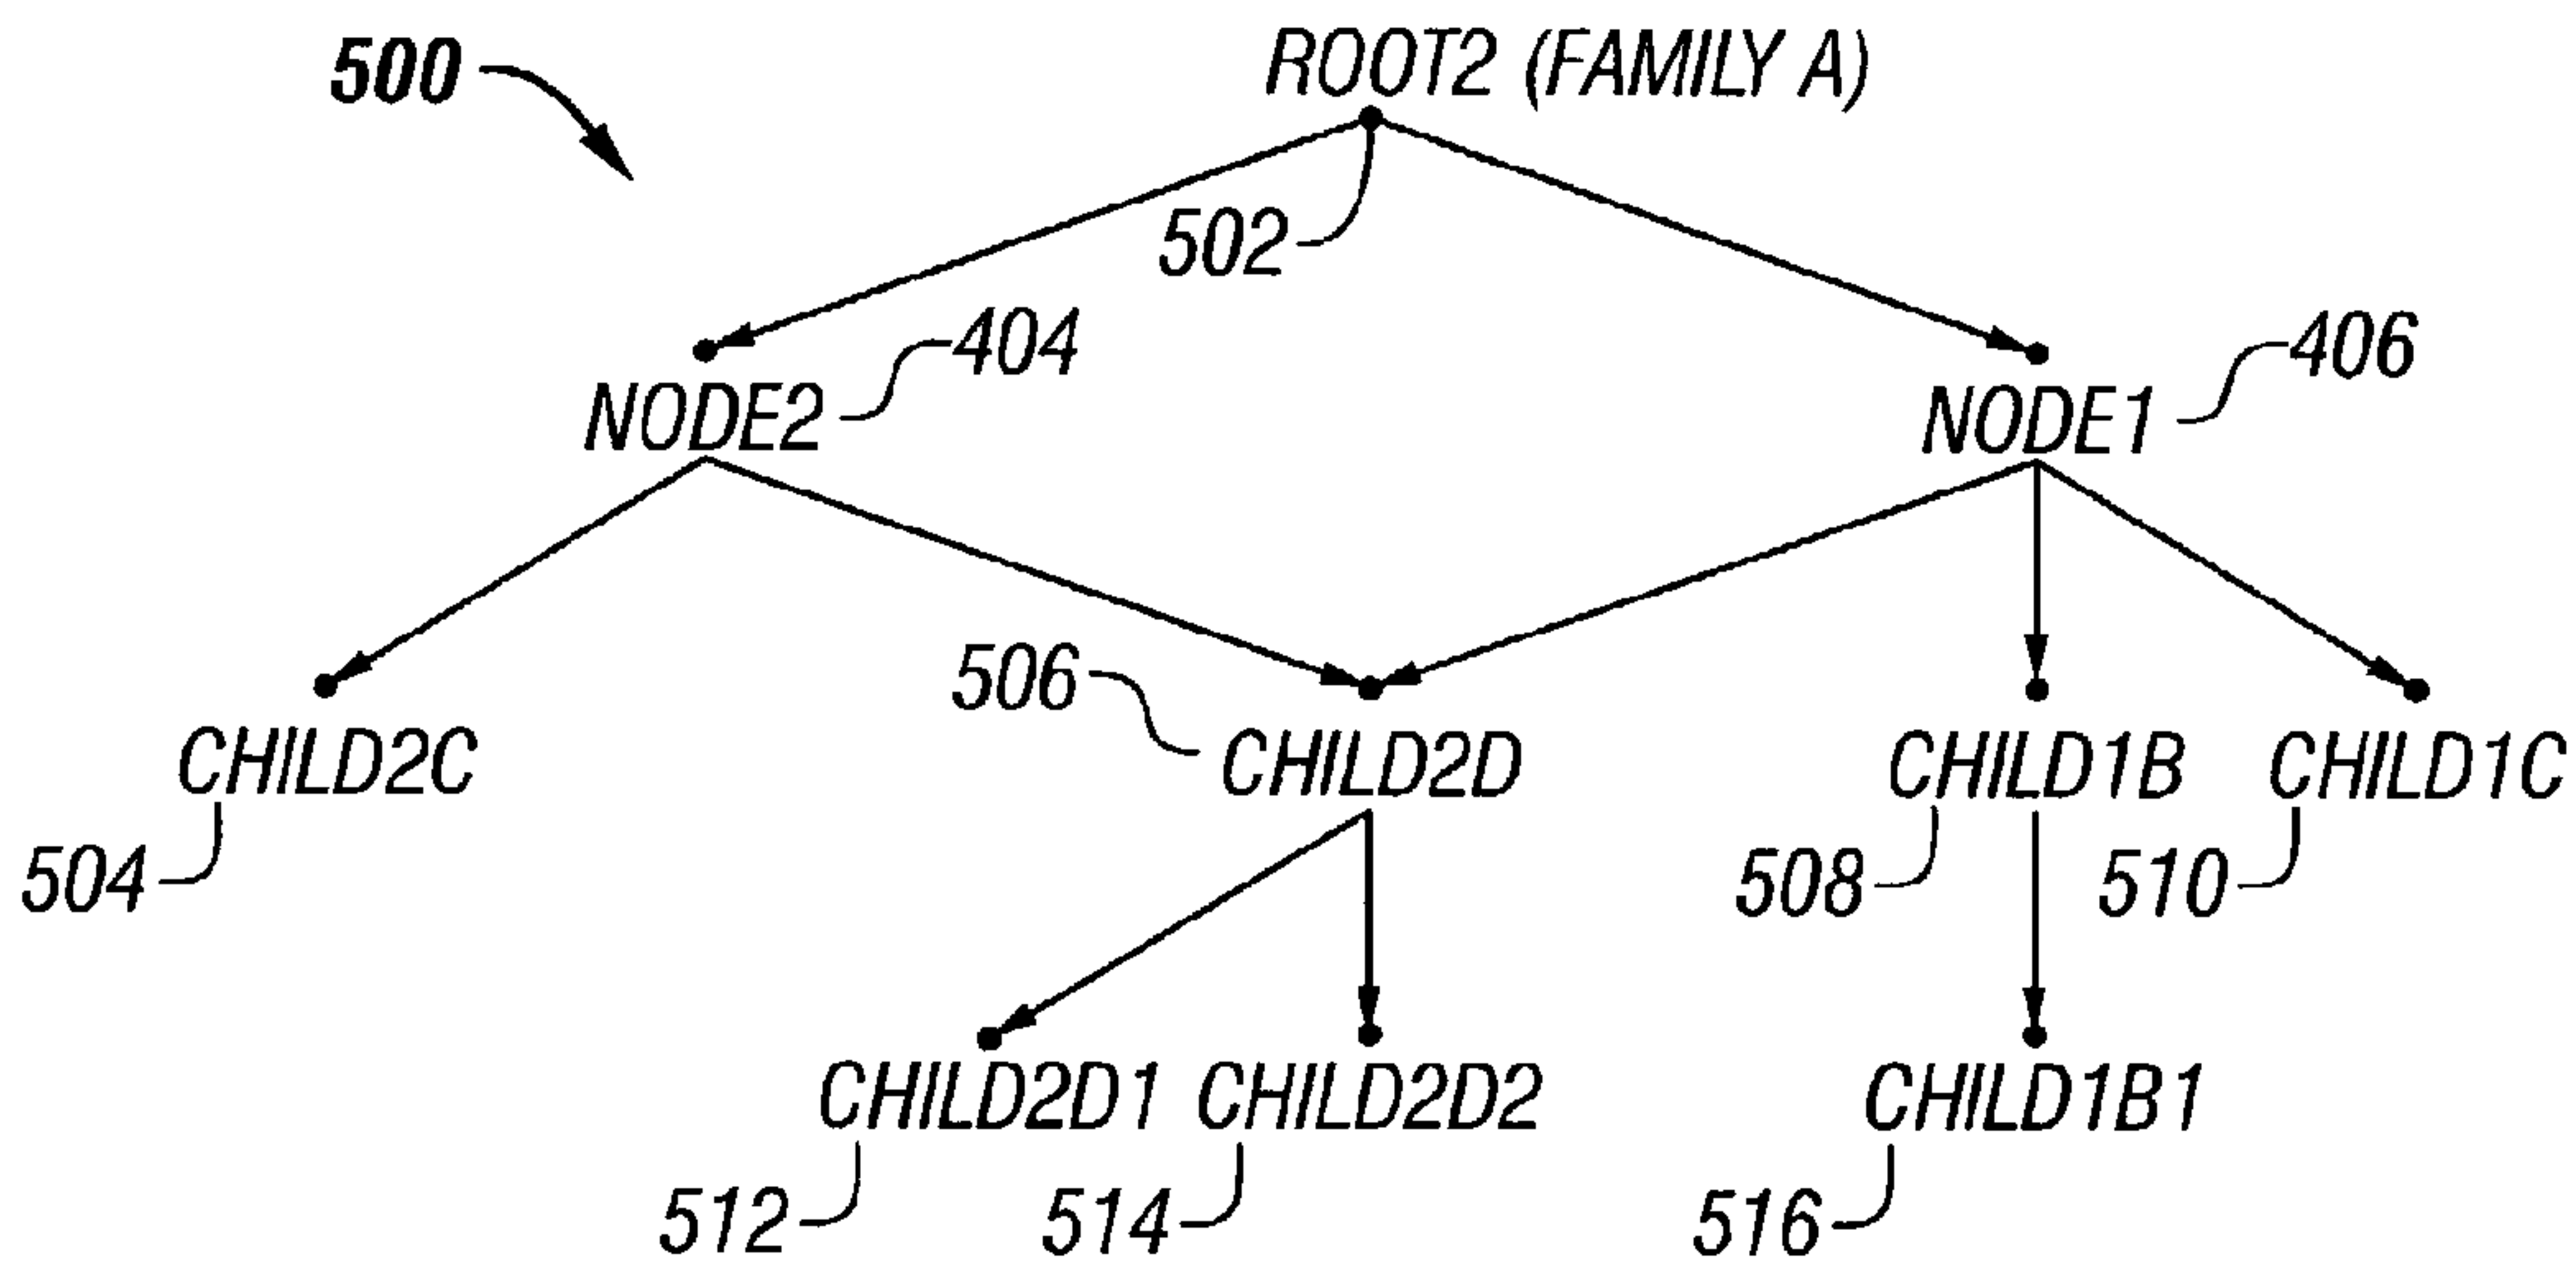 500
ROOT2 (FAMILY A)
502
404
406
NODE2
NODE1
506
CHILD2C
CHILD2D
CHILD1B
CHILD1C
504
508
510
CHILD2D1
CHILD2D2
CHILD1B1
512
514
516